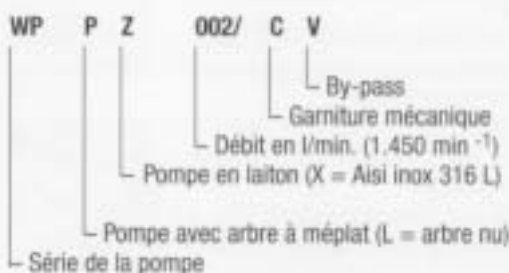 WP P Z 002/ C V
By-pass
Garniture mécanique
Débit en l/min. (1.450 min -1)
Pompe en laiton (X = Aisi inox 316 L)
Pompe avec arbre à méplat (L = arbre nu)
Série de la pompe